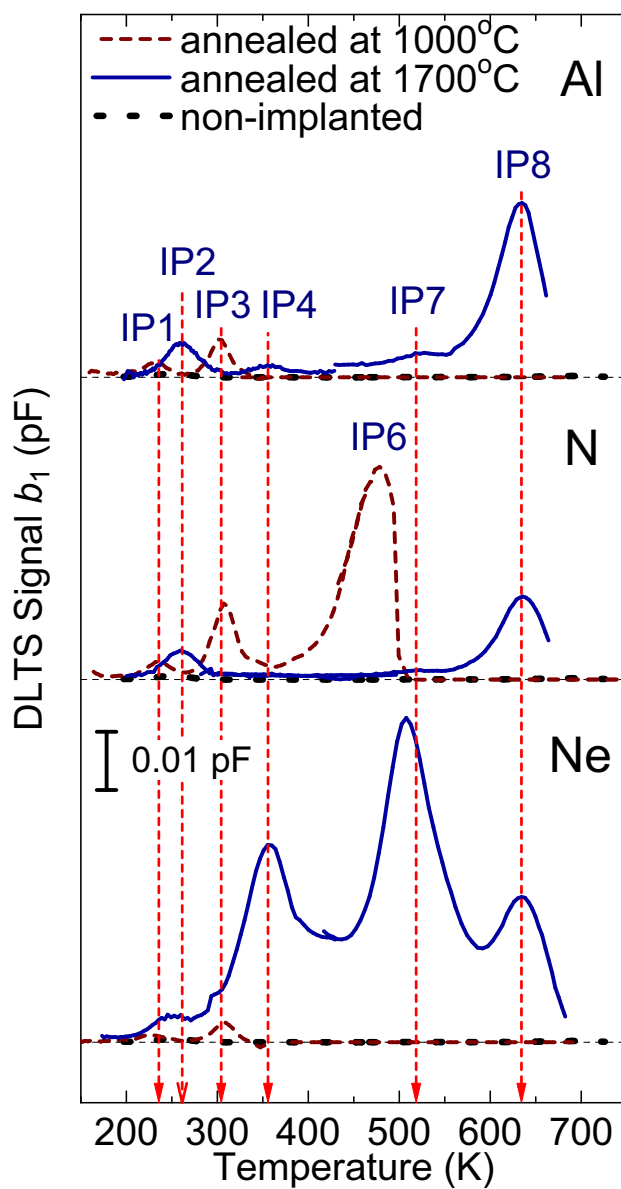 annealed at 1000°C
annealed at 1700°C
non-implanted
Al
IP8
IP2
IP1
IP3
IP4
IP7
N
IP6
DLTS Signal b₁ (pF)
0.01 pF
Ne
200 300 400 500 600 700
Temperature (K)